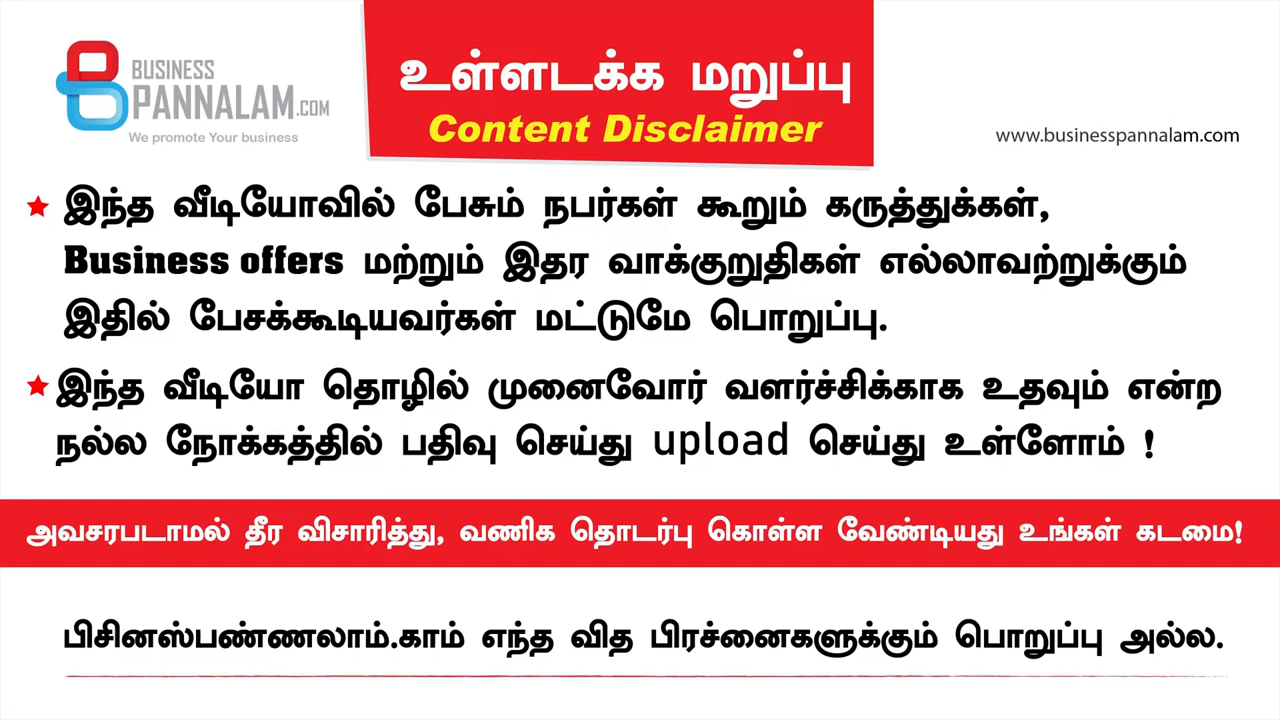 BUSINESS
PANNALAM.COM
We promote Your business
உள்ளடக்க மறுப்பு
Content Disclaimer
www.businesspannalam.com
இந்த வீடியோவில் பேசும் நபர்கள் கூறும் கருத்துக்கள்,
Business offers மற்றும் இதர வாக்குறுதிகள் எல்லாவற்றுக்கும்
இதில் பேசக்கூடியவர்கள் மட்டுமே பொறுப்பு.
இந்த வீடியோ தொழில் முனைவோர் வளர்ச்சிக்காக உதவும் என்ற
நல்ல நோக்கத்தில் பதிவு செய்து upload செய்து உள்ளோம் !
அவசரபடாமல் தீர விசாரித்து, வணிக தொடர்பு கொள்ள வேண்டியது உங்கள் கடமை!
பிசினஸ்பண்ணலாம்.காம் எந்த வித பிரச்னைகளுக்கும் பொறுப்பு அல்ல.